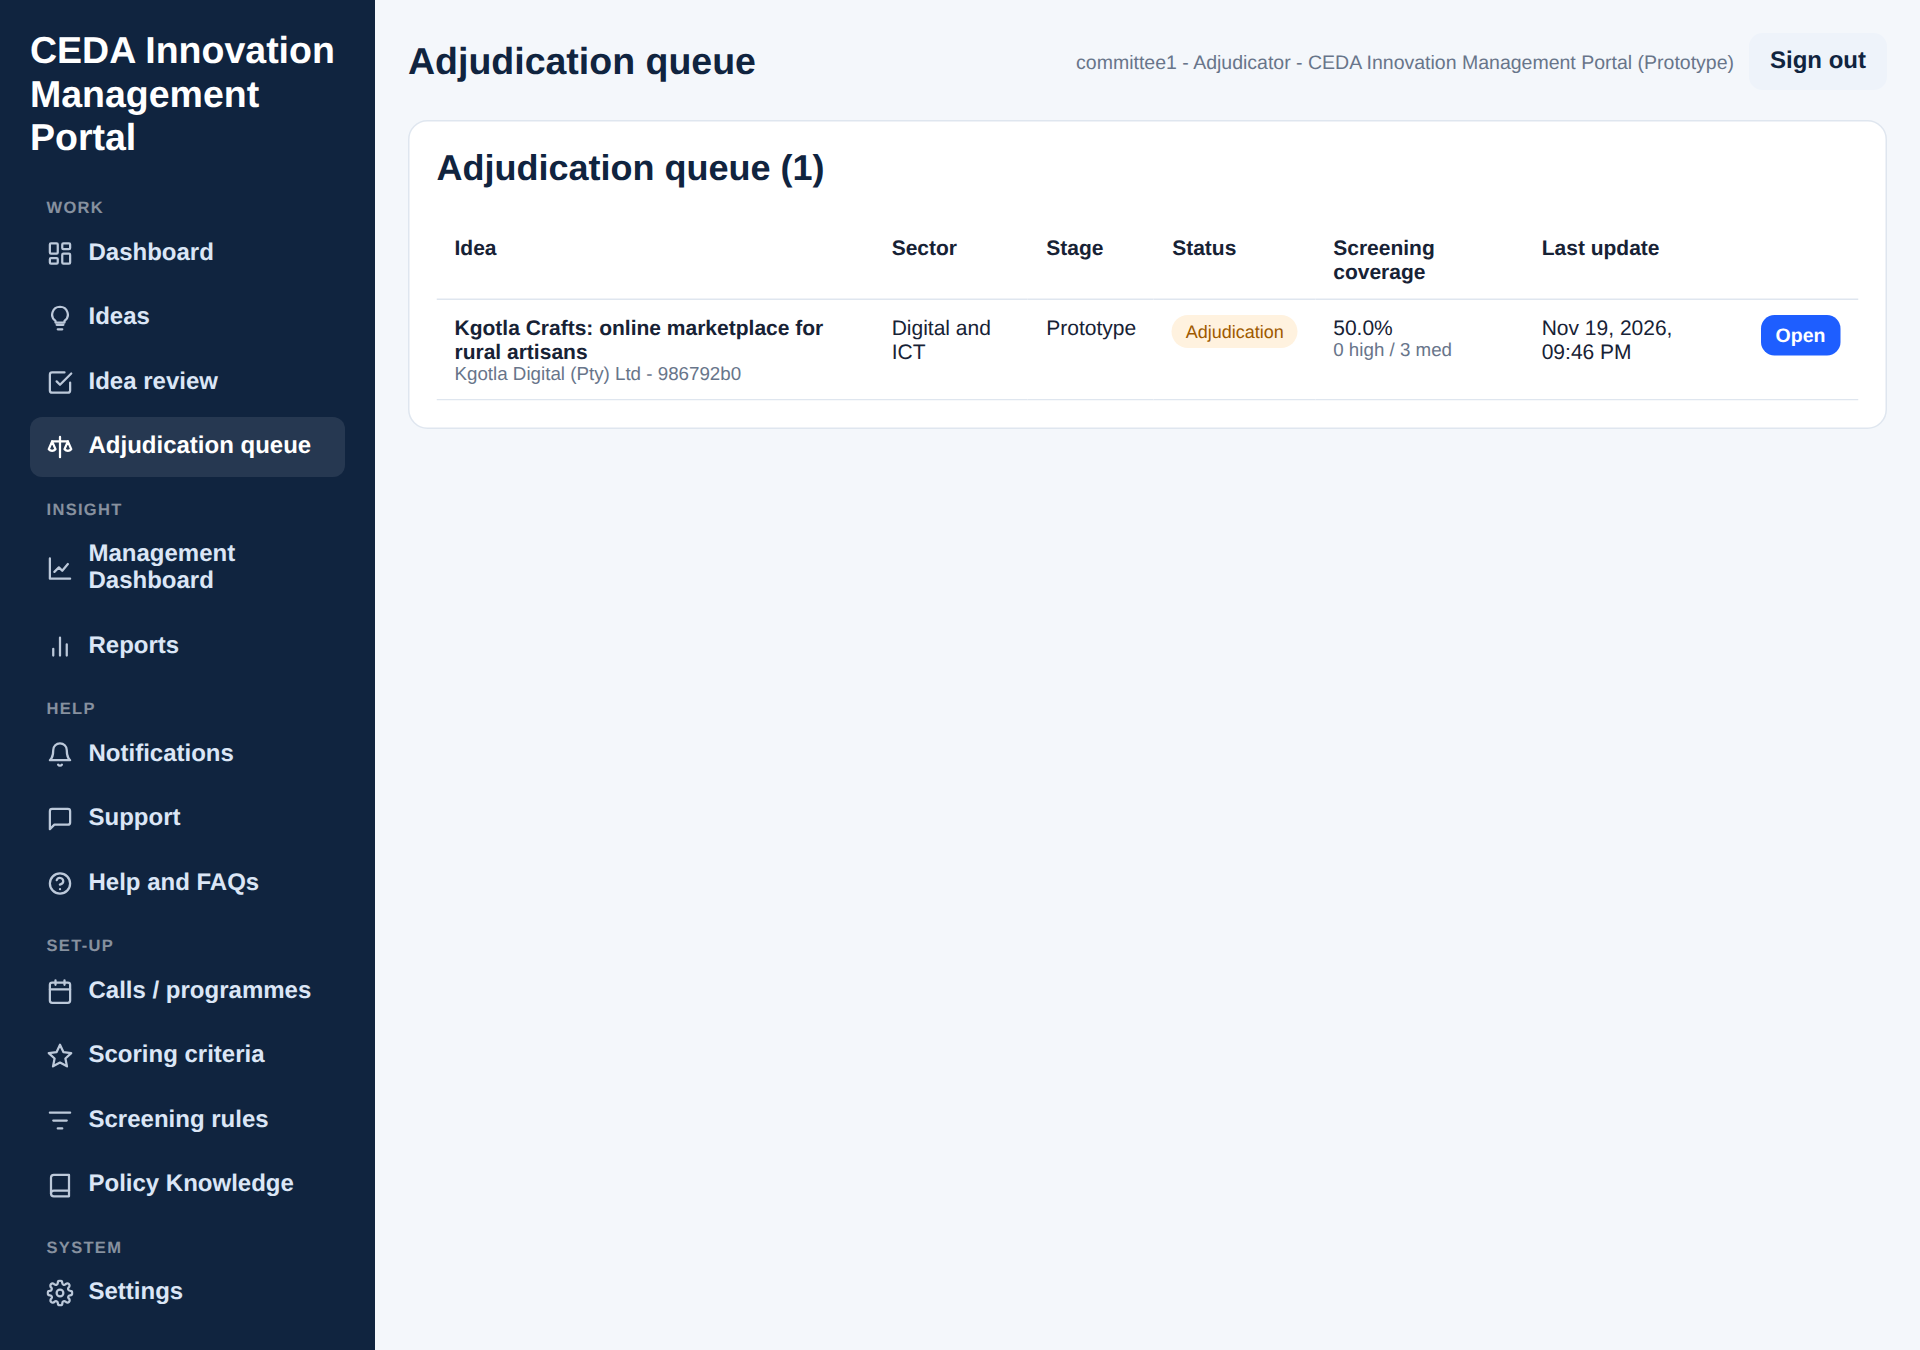 CEDA Innovation
Management
Portal
WORK
Dashboard
Ideas
Idea review
Adjudication queue
INSIGHT
Management
Dashboard
Reports
HELP
Notifications
Support
Help and FAQs
SET-UP
Calls / programmes
Scoring criteria
Screening rules
Policy Knowledge
SYSTEM
Settings
Adjudication queue
committee1 - Adjudicator - CEDA Innovation Management Portal (Prototype)
Sign out
Adjudication queue (1)
Idea
Sector
Stage
Status
Screening
coverage
Last update
Kgotla Crafts: online marketplace for
rural artisans
Kgotla Digital (Pty) Ltd - 986792b0
Digital and
ICT
Prototype
Adjudication
50.0%
0 high / 3 med
Nov 19, 2026,
09:46 PM
Open